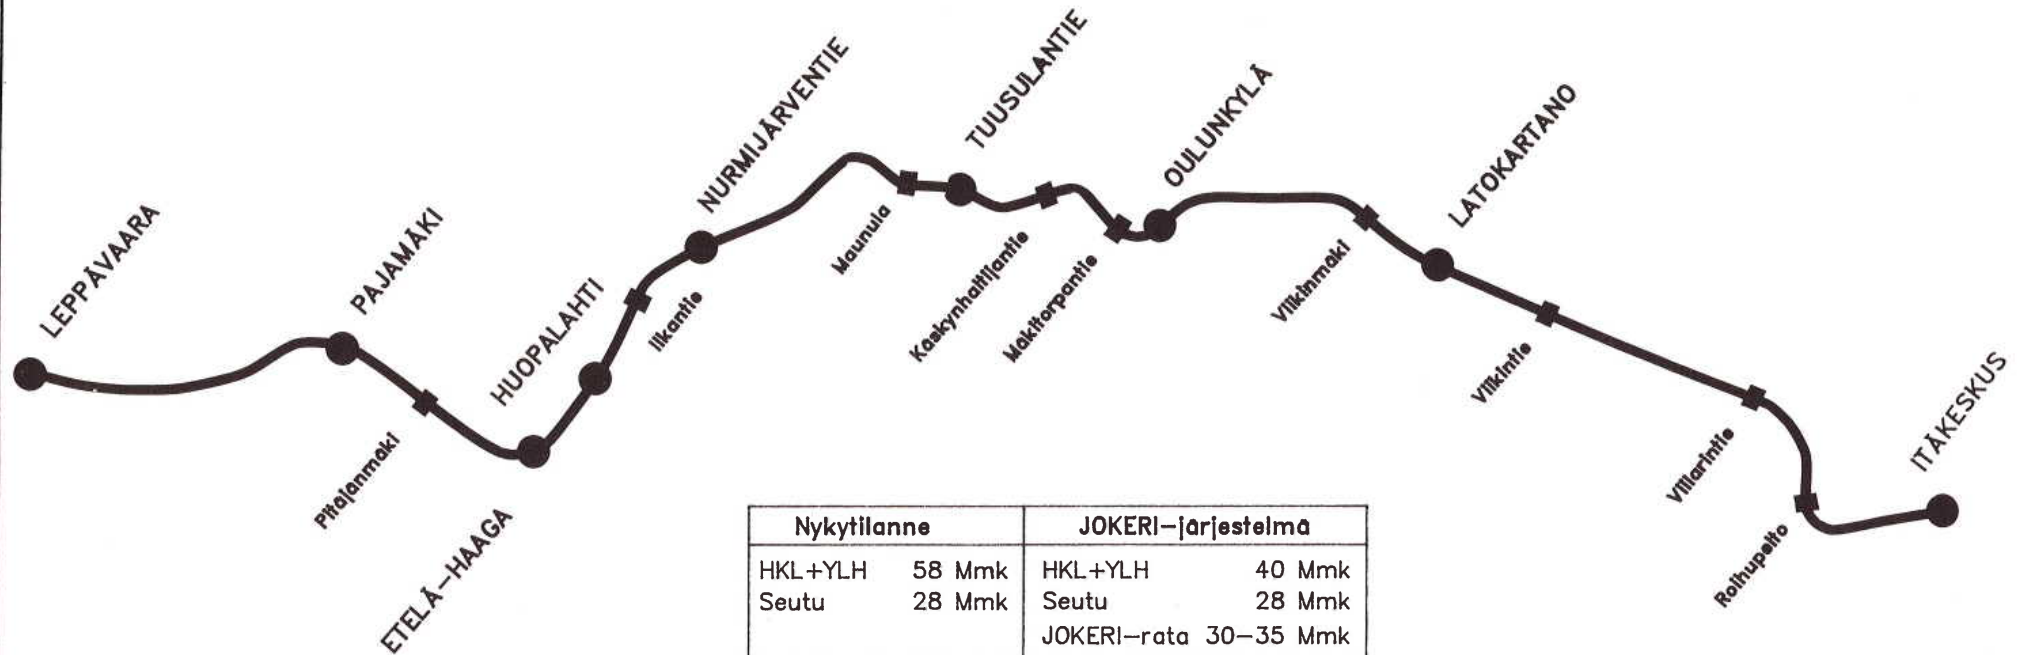 LEPPÄVAARA
PAJAMÄKI
Pitäjänmäki
ETELÄ-HAAGA
HUOPALAHTI
Ilkantie
NURMIJÄRVENTIE
Maunula
TUUSULANTIE
Käskynhaltijantie
Mäkitorpantie
OULUNKYLÄ
Viikinmäki
LATOKARTANO
Viikintie
Viilarintie
Roihupelto
ITÄKESKUS
Nykytilanne JOKERI-järjestelmä
HKL+YLH 58 Mmk HKL+YLH 40 Mmk
Seutu 28 Mmk Seutu 28 Mmk
JOKERI-rata 30-35 Mmk